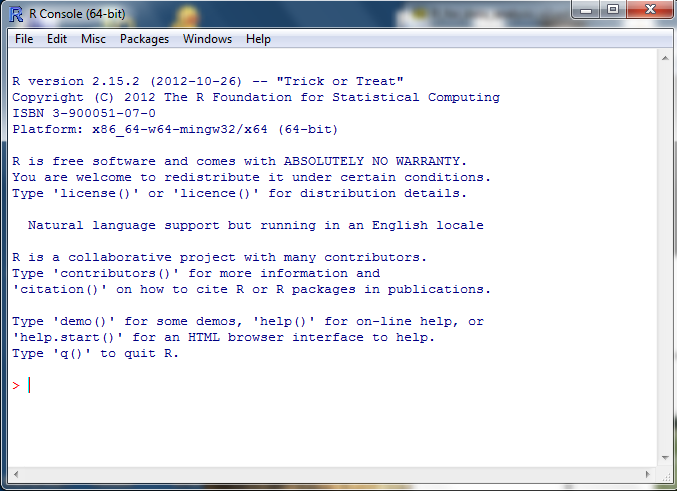 R Console (64-bit)
File Edit Misc Packages Windows Help
R version 2.15.2 (2012-10-26) -- "Trick or Treat"
Copyright (C) 2012 The R Foundation for Statistical Computing
ISBN 3-900051-07-0
Platform: x86_64-w64-mingw32/x64 (64-bit)
R is free software and comes with ABSOLUTELY NO WARRANTY.
You are welcome to redistribute it under certain conditions.
Type 'license()' or 'licence()' for distribution details.
Natural language support but running in an English locale
R is a collaborative project with many contributors.
Type 'contributors()' for more information and
'citation()' on how to cite R or R packages in publications.
Type 'demo()' for some demos, 'help()' for on-line help, or
'help.start()' for an HTML browser interface to help.
Type 'q()' to quit R.
>